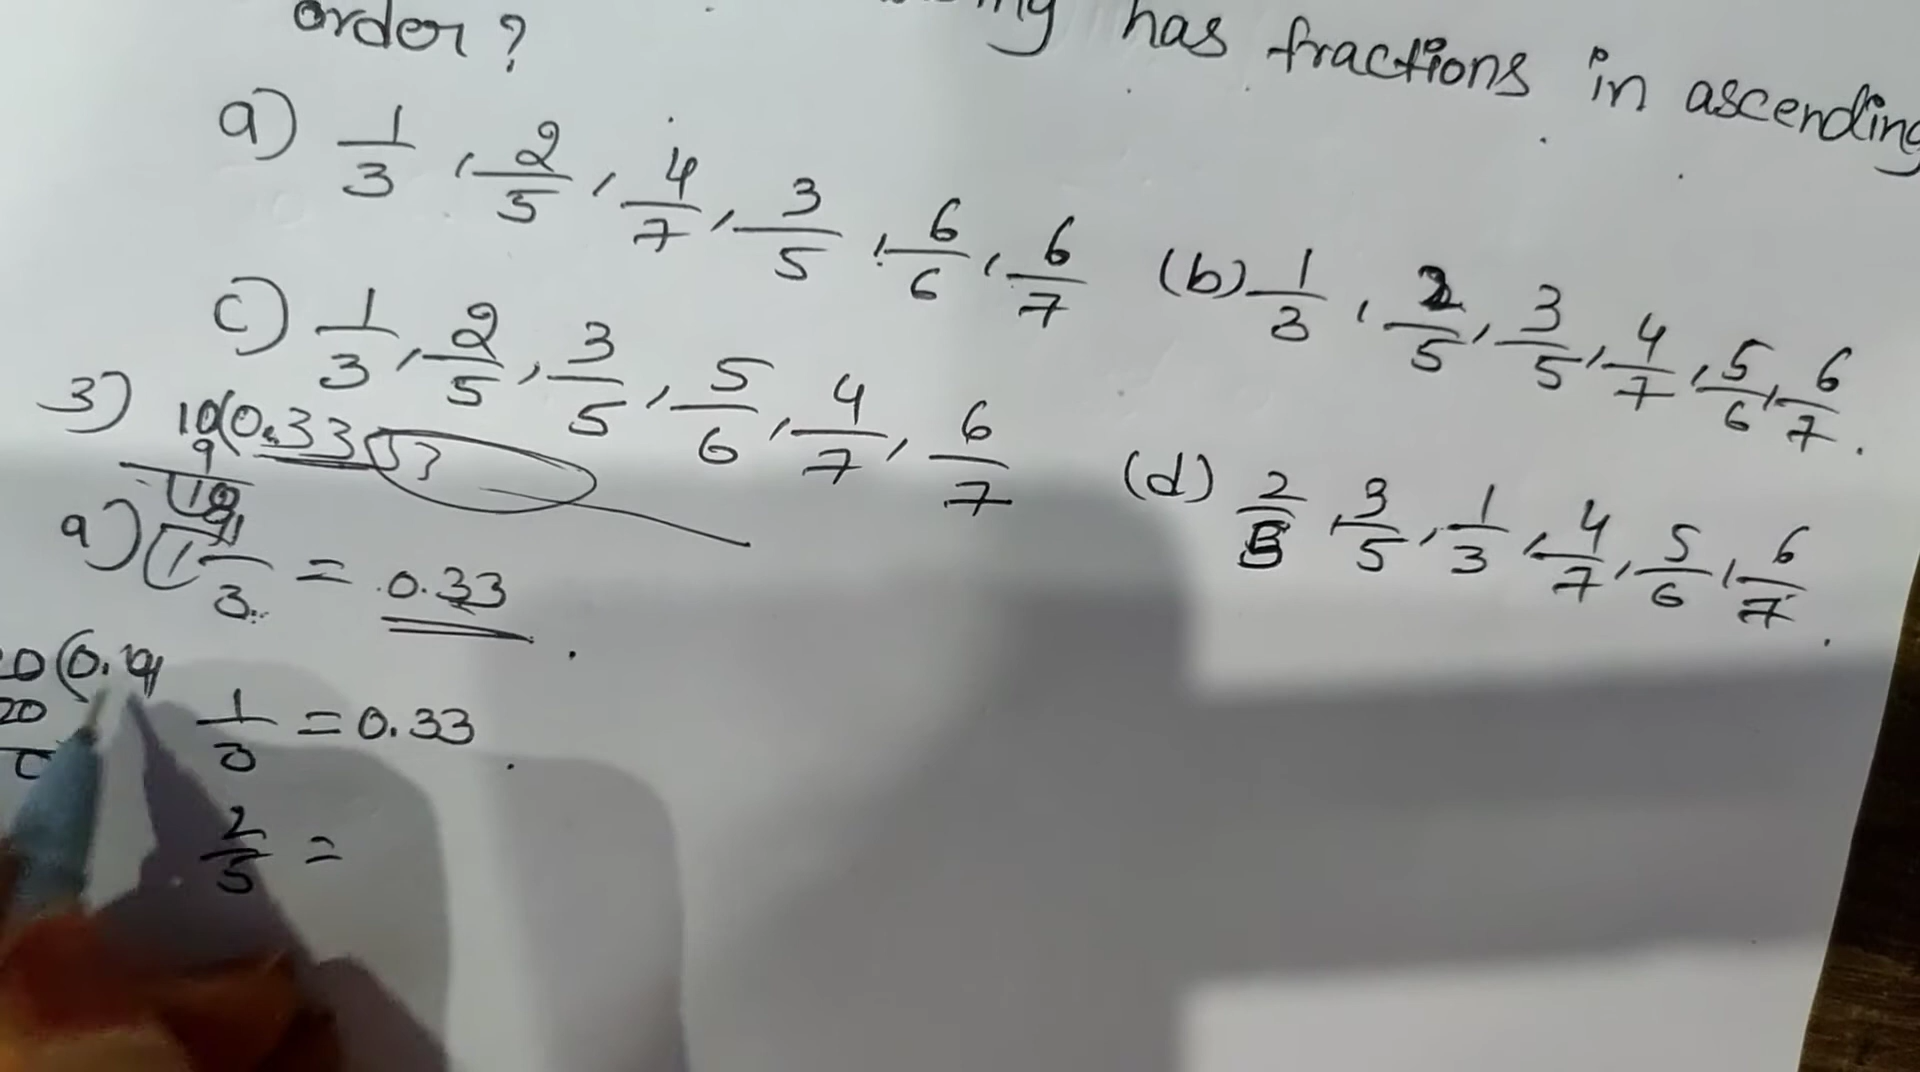 has fractions in ascending
order?
a) 1/3, 2/5, 4/7, 3/5, 6/6, 6/7
(b) 1/3, 2/5, 3/5, 4/7, 5/6, 6/7.
c) 1/3, 2/5, 3/5, 5/6, 4/7, 6/7
(d) 2/5, 3/5, 1/3, 4/7, 5/6, 6/7.
3) 10(0.33
9
10
a) 1/3 = 0.33
20
1/3 = 0.33
2/5 =